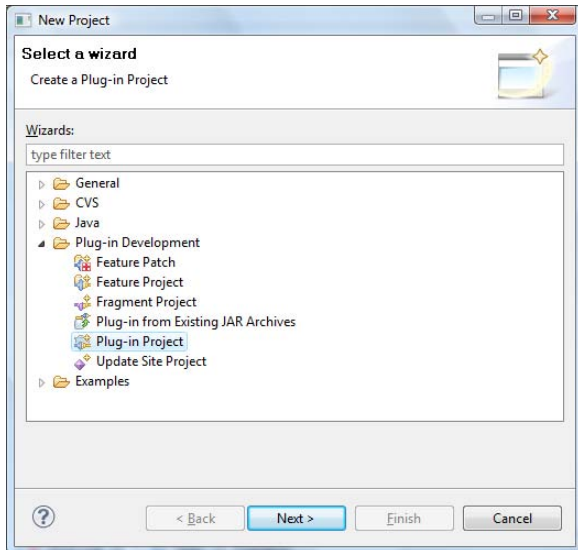 New Project
Select a wizard
Create a Plug-in Project
Wizards:
type filter text
General
CVS
Java
Plug-in Development
Feature Patch
Feature Project
Fragment Project
Plug-in from Existing JAR Archives
Plug-in Project
Update Site Project
Examples
? < Back Next > Finish Cancel